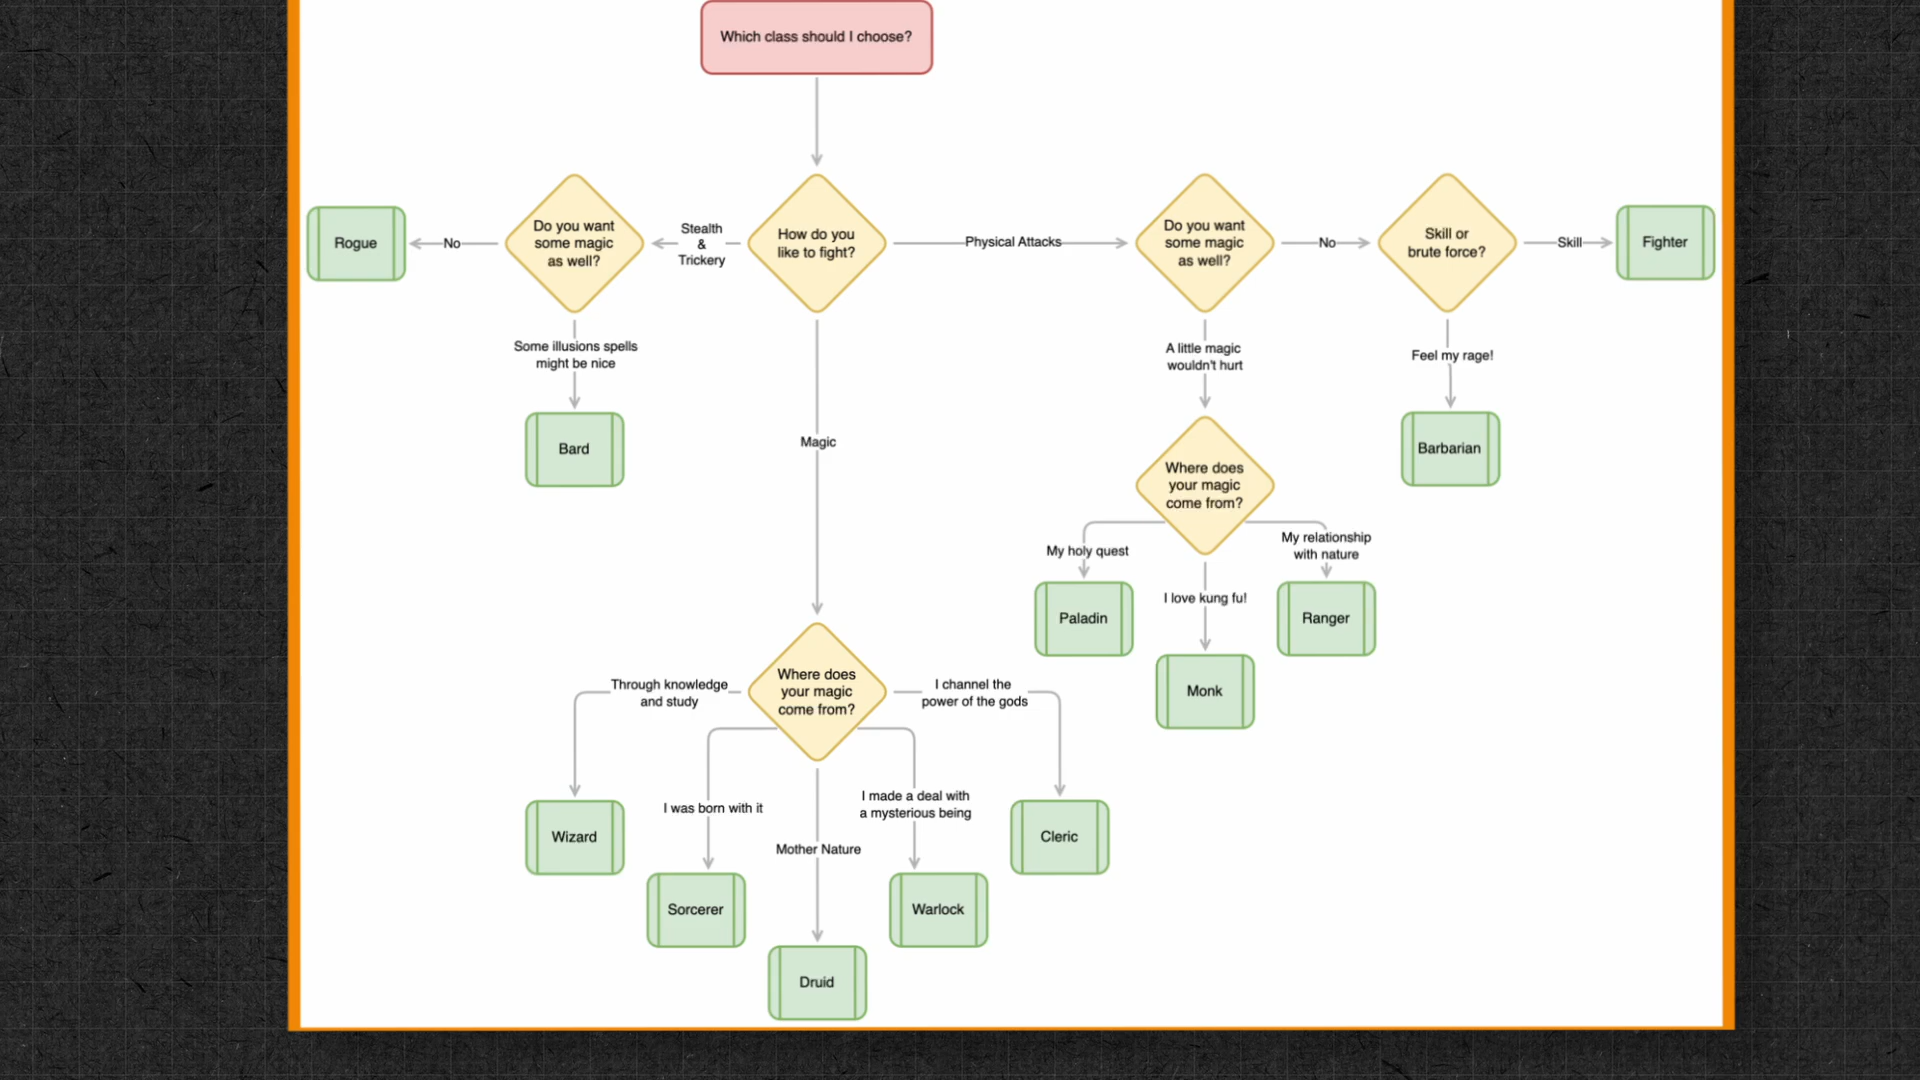 Which class should I choose?
Rogue
No
Do you want
some magic
as well?
Stealth
&
Trickery
How do you
like to fight?
Physical Attacks
Do you want
some magic
as well?
No
Skill or
brute force?
Skill
Fighter
Some illusions spells
might be nice
A little magic
wouldn't hurt
Feel my rage!
Bard
Magic
Barbarian
Where does
your magic
come from?
My holy quest
My relationship
with nature
I love kung fu!
Paladin
Ranger
Monk
Through knowledge
and study
Where does
your magic
come from?
I channel the
power of the gods
I was born with it
I made a deal with
a mysterious being
Mother Nature
Wizard
Cleric
Sorcerer
Warlock
Druid